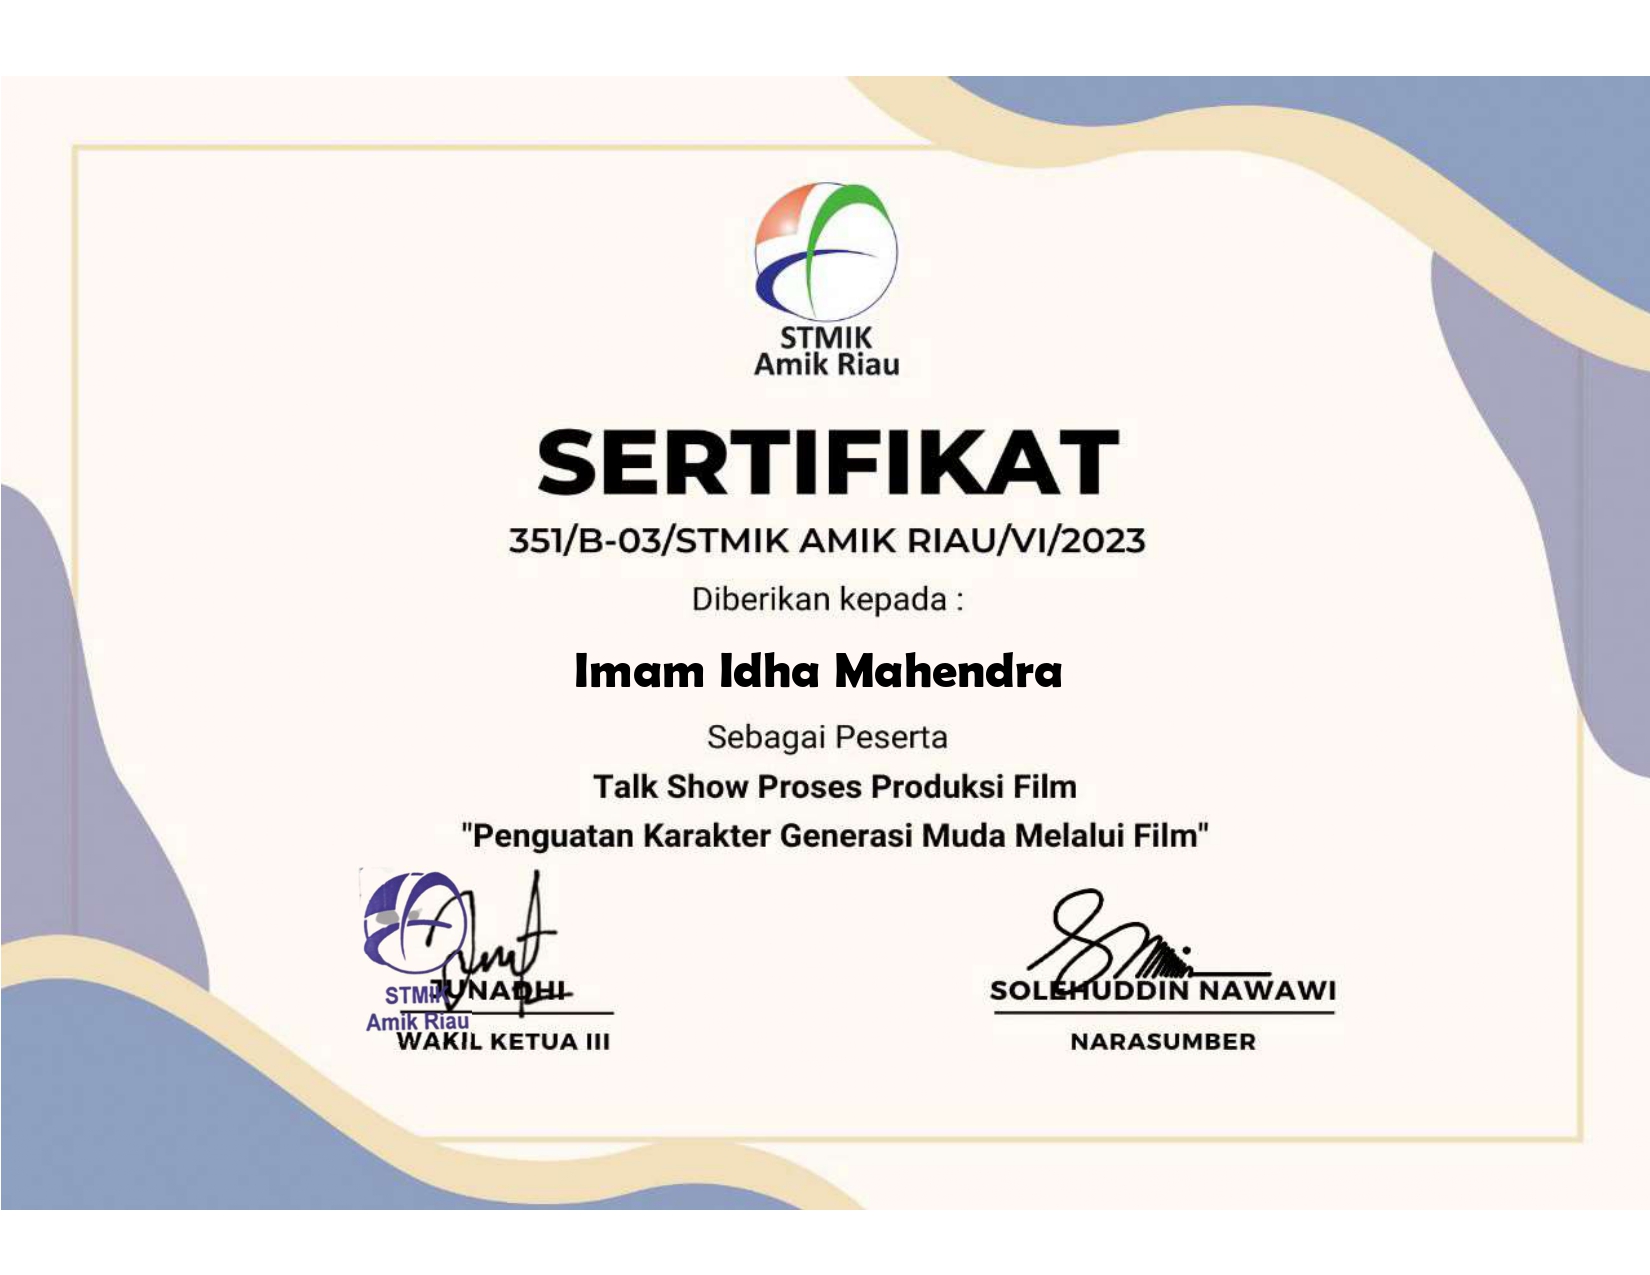 STMIK
Amik Riau
SERTIFIKAT
351/B-03/STMIK AMIK RIAU/VI/2023
Diberikan kepada :
Imam Idha Mahendra
Sebagai Peserta
Talk Show Proses Produksi Film
"Penguatan Karakter Generasi Muda Melalui Film"
STMIK
Amik Riau
JUNADHI
WAKIL KETUA III
SOLEHUDDIN NAWAWI
NARASUMBER